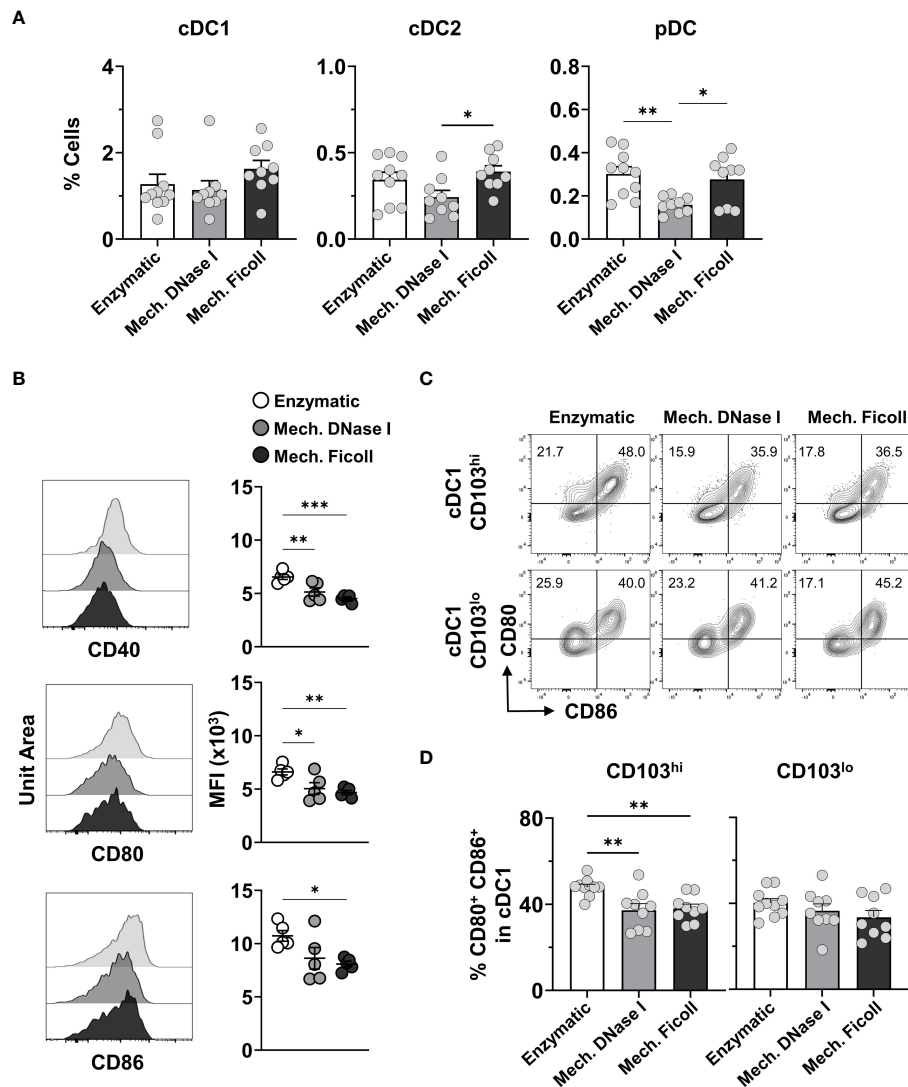 A
cDC1
cDC2
pDC
% Cells
4
2
0
1.0
0.5
0.0
0.8
0.6
0.4
0.2
0.0
*
**
*
Enzymatic
Mech. DNase I
Mech. Ficoll
Enzymatic
Mech. DNase I
Mech. Ficoll
Enzymatic
Mech. DNase I
Mech. Ficoll
B
Enzymatic
Mech. DNase I
Mech. Ficoll
Unit Area
MFI (x10³)
CD40
15
10
5
0
***
**
CD80
15
10
5
0
**
*
CD86
15
10
5
0
*
C
Enzymatic
Mech. DNase I
Mech. Ficoll
cDC1
CD103hi
21.7
48.0
15.9
35.9
17.8
36.5
cDC1
CD103lo
25.9
40.0
23.2
41.2
17.1
45.2
CD80
CD86
D
CD103hi
CD103lo
% CD80⁺ CD86⁺
in cDC1
80
40
0
**
**
Enzymatic
Mech. DNase I
Mech. Ficoll
Enzymatic
Mech. DNase I
Mech. Ficoll